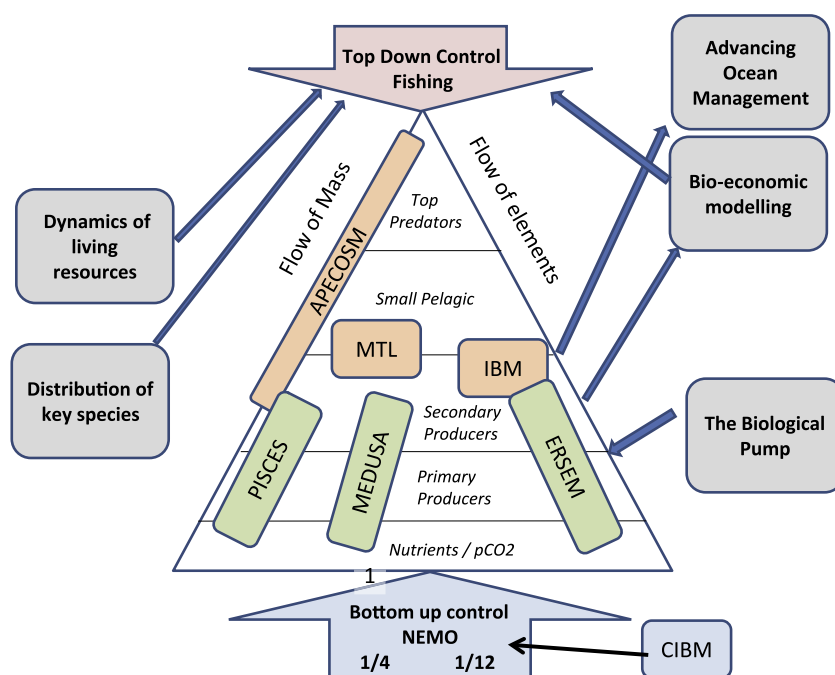 Top Down Control
Fishing
Advancing
Ocean
Management
Bio-economic
modelling
Dynamics of
living
resources
Distribution of
key species
The Biological
Pump
Flow of Mass
Flow of elements
APECOSM
Top
Predators
Small Pelagic
MTL
IBM
Secondary
Producers
PISCES
MEDUSA
ERSEM
Primary
Producers
Nutrients / pCO2
1
Bottom up control
NEMO
1/4 1/12
CIBM